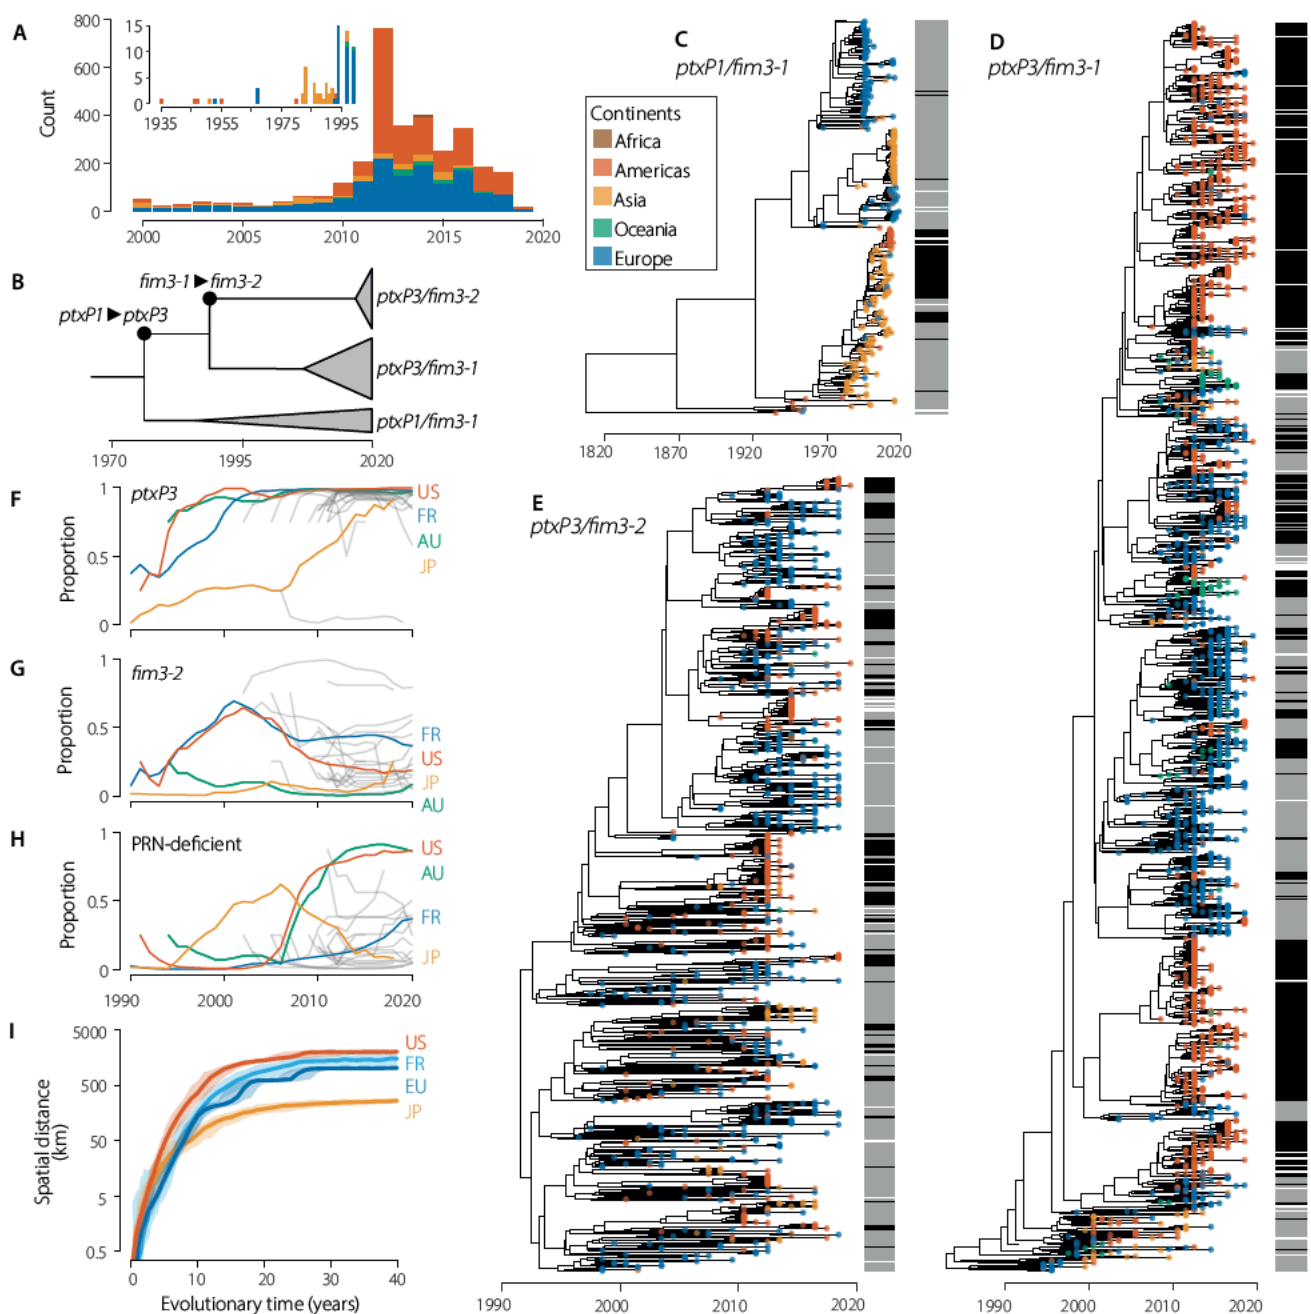 A
Count
800
600
400
200
0
15
10
5
0
1935
1955
1975
1995
2000
2005
2010
2015
2020
B
fim3-1 ▶ fim3-2
ptxP1 ▶ ptxP3
ptxP3/fim3-2
ptxP3/fim3-1
ptxP1/fim3-1
1970
1995
2020
C
ptxP1/fim3-1
Continents
Africa
Americas
Asia
Oceania
Europe
1820
1870
1920
1970
2020
D
ptxP3/fim3-1
1990
2000
2010
2020
E
ptxP3/fim3-2
1990
2000
2010
2020
F
ptxP3
Proportion
1
0.5
0
US
FR
AU
JP
G
fim3-2
Proportion
1
0.5
0
FR
US
JP
AU
H
PRN-deficient
Proportion
1
0.5
0
US
AU
FR
JP
1990
2000
2010
2020
I
Spatial distance
(km)
5000
500
50
5
0.5
US
FR
EU
JP
0
10
20
30
40
Evolutionary time (years)